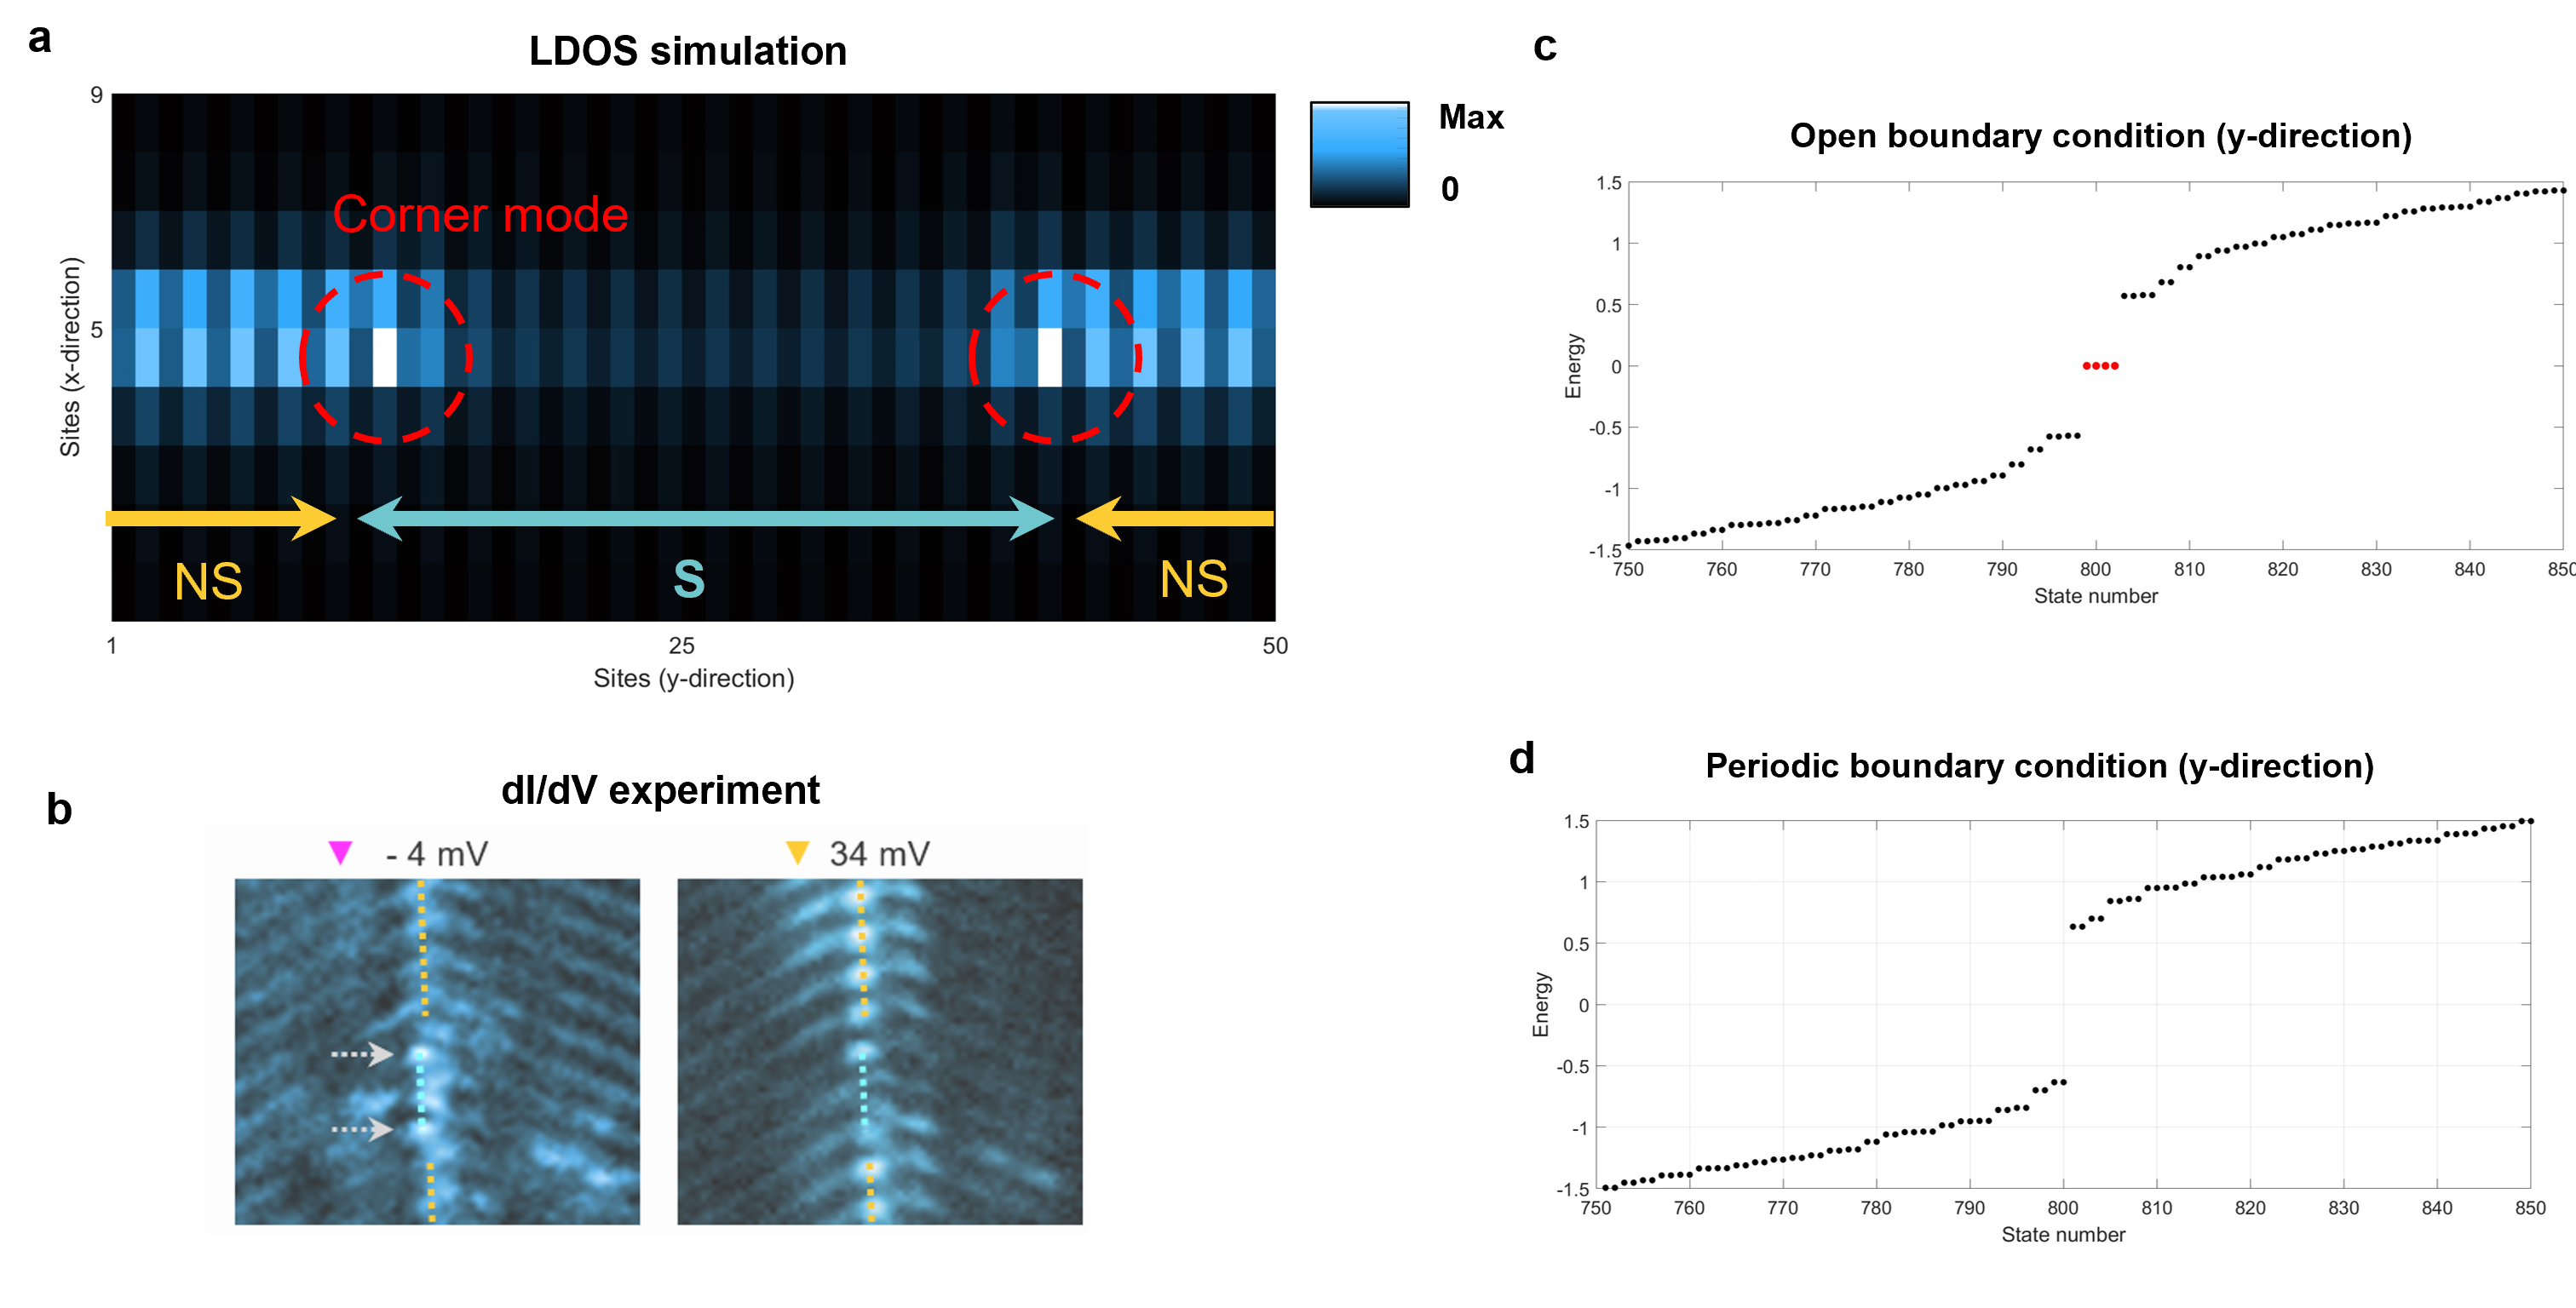 a
LDOS simulation
9
5
Sites (x-direction)
Corner mode
NS
S
NS
1
25
50
Sites (y-direction)
Max
0
b
dI/dV experiment
- 4 mV
34 mV
c
Open boundary condition (y-direction)
1.5
1
0.5
0
-0.5
-1
-1.5
Energy
750 760 770 780 790 800 810 820 830 840 850
State number
d
Periodic boundary condition (y-direction)
1.5
1
0.5
0
-0.5
-1
-1.5
Energy
750 760 770 780 790 800 810 820 830 840 850
State number